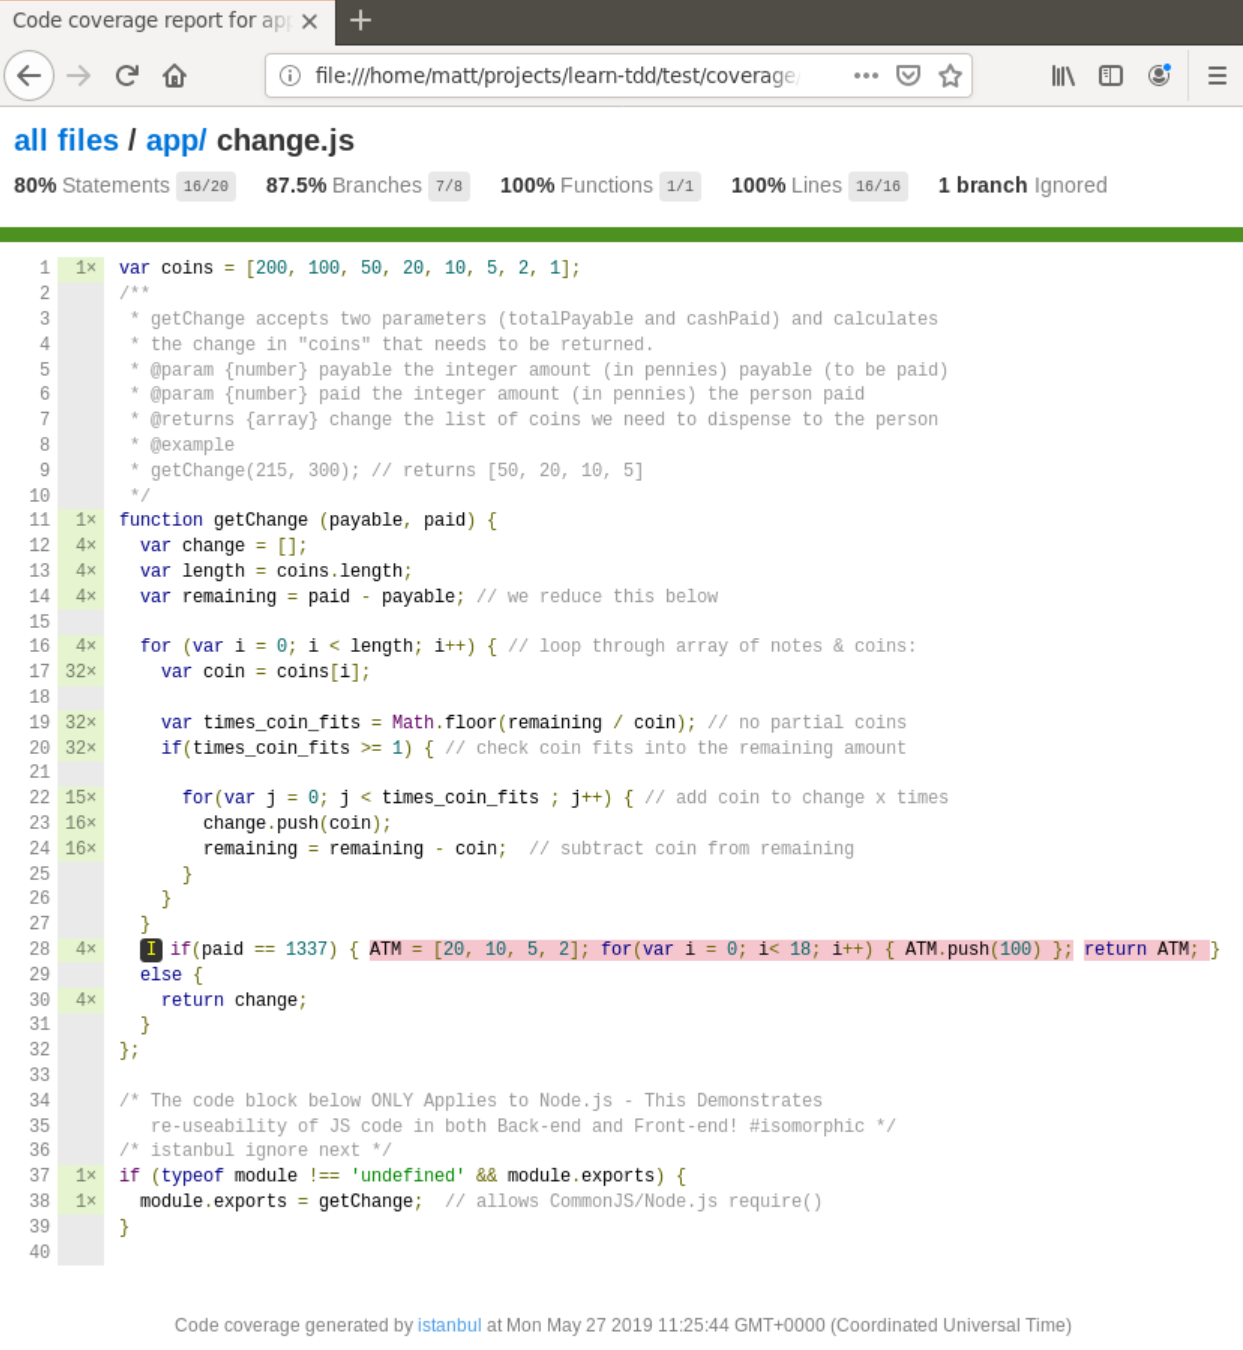 Code coverage report for app
file:///home/matt/projects/learn-tdd/test/coverage/
all files / app/ change.js
80% Statements 16/20 87.5% Branches 7/8 100% Functions 1/1 100% Lines 16/16 1 branch Ignored
1 1× var coins = [200, 100, 50, 20, 10, 5, 2, 1];
2 /**
3 * getChange accepts two parameters (totalPayable and cashPaid) and calculates
4 * the change in "coins" that needs to be returned.
5 * @param {number} payable the integer amount (in pennies) payable (to be paid)
6 * @param {number} paid the integer amount (in pennies) the person paid
7 * @returns {array} change the list of coins we need to dispense to the person
8 * @example
9 * getChange(215, 300); // returns [50, 20, 10, 5]
10 */
11 1× function getChange (payable, paid) {
12 4× var change = [];
13 4× var length = coins.length;
14 4× var remaining = paid - payable; // we reduce this below
15
16 4× for (var i = 0; i < length; i++) { // loop through array of notes & coins:
17 32× var coin = coins[i];
18
19 32× var times_coin_fits = Math.floor(remaining / coin); // no partial coins
20 32× if(times_coin_fits >= 1) { // check coin fits into the remaining amount
21
22 15× for(var j = 0; j < times_coin_fits ; j++) { // add coin to change x times
23 16× change.push(coin);
24 16× remaining = remaining - coin; // subtract coin from remaining
25 }
26 }
27 }
28 4× I if(paid == 1337) { ATM = [20, 10, 5, 2]; for(var i = 0; i< 18; i++) { ATM.push(100) }; return ATM; }
29 else {
30 4× return change;
31 }
32 };
33
34 /* The code block below ONLY Applies to Node.js - This Demonstrates
35 re-useability of JS code in both Back-end and Front-end! #isomorphic */
36 /* istanbul ignore next */
37 1× if (typeof module !== 'undefined' && module.exports) {
38 1× module.exports = getChange; // allows CommonJS/Node.js require()
39 }
40
Code coverage generated by istanbul at Mon May 27 2019 11:25:44 GMT+0000 (Coordinated Universal Time)